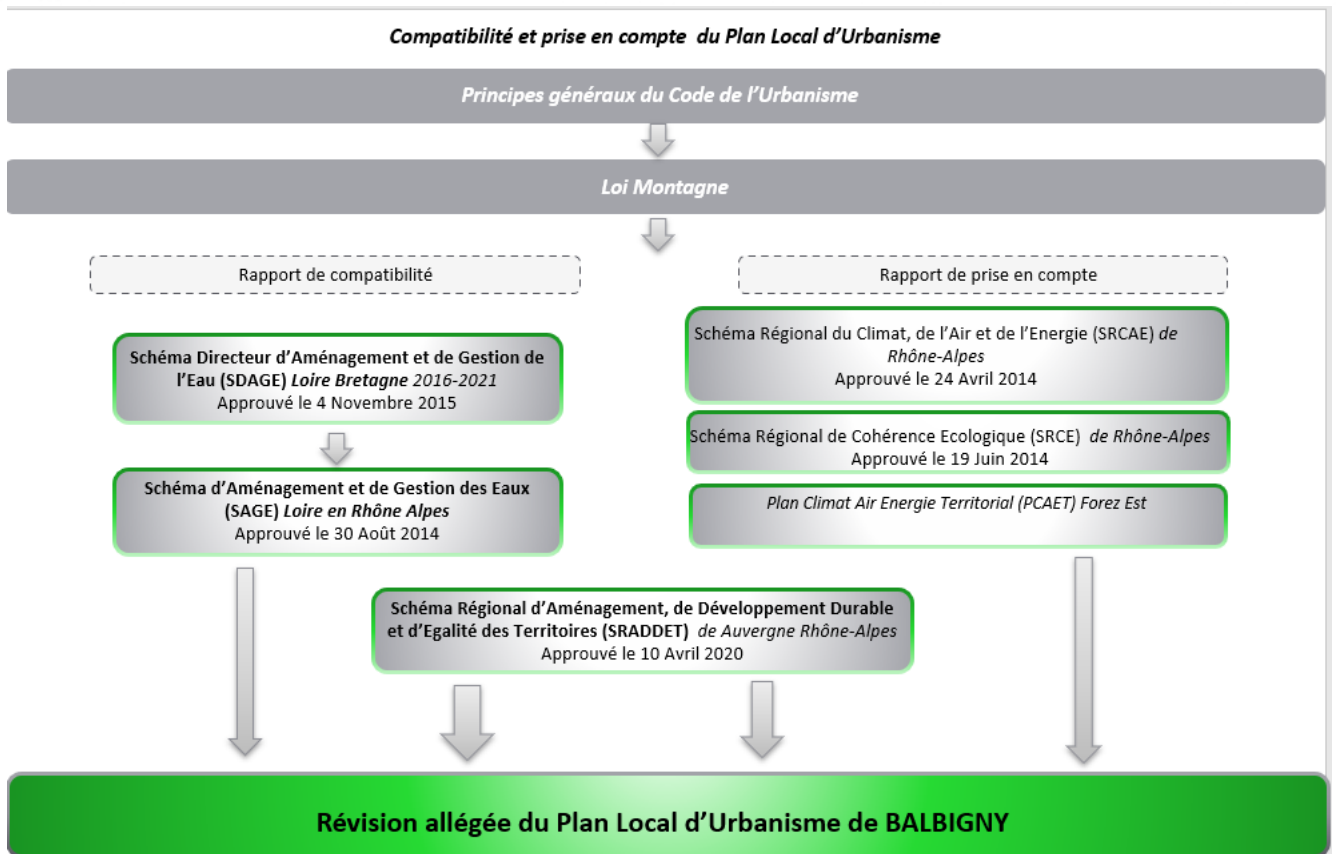 Compatibilité et prise en compte du Plan Local d'Urbanisme
Principes généraux du Code de l'Urbanisme
Loi Montagne
Rapport de compatibilité
Schéma Directeur d'Aménagement et de Gestion de
l'Eau (SDAGE) Loire Bretagne 2016-2021
Approuvé le 4 Novembre 2015
Schéma d'Aménagement et de Gestion des Eaux
(SAGE) Loire en Rhône Alpes
Approuvé le 30 Août 2014
Rapport de prise en compte
Schéma Régional du Climat, de l'Air et de l'Energie (SRCAE) de
Rhône-Alpes
Approuvé le 24 Avril 2014
Schéma Régional de Cohérence Ecologique (SRCE) de Rhône-Alpes
Approuvé le 19 Juin 2014
Plan Climat Air Energie Territorial (PCAET) Forez Est
Schéma Régional d'Aménagement, de Développement Durable
et d'Egalité des Territoires (SRADDET) de Auvergne Rhône-Alpes
Approuvé le 10 Avril 2020
Révision allégée du Plan Local d'Urbanisme de BALBIGNY